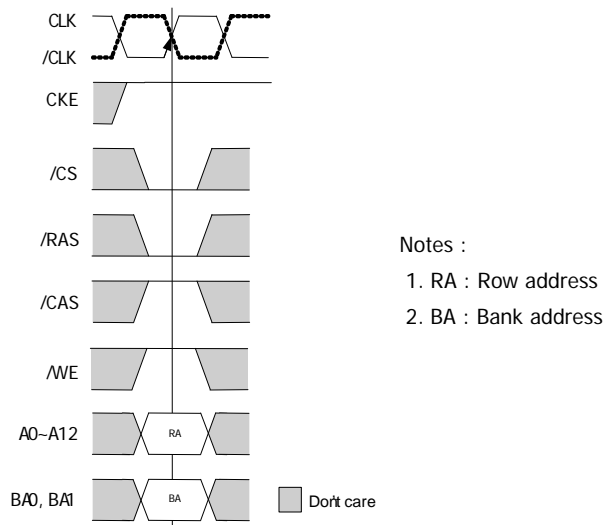 CLK
/CLK
CKE
/CS
/RAS
/CAS
/WE
A0~A12
RA
BA0, BA1
BA
Don't care
Notes :
1. RA : Row address
2. BA : Bank address